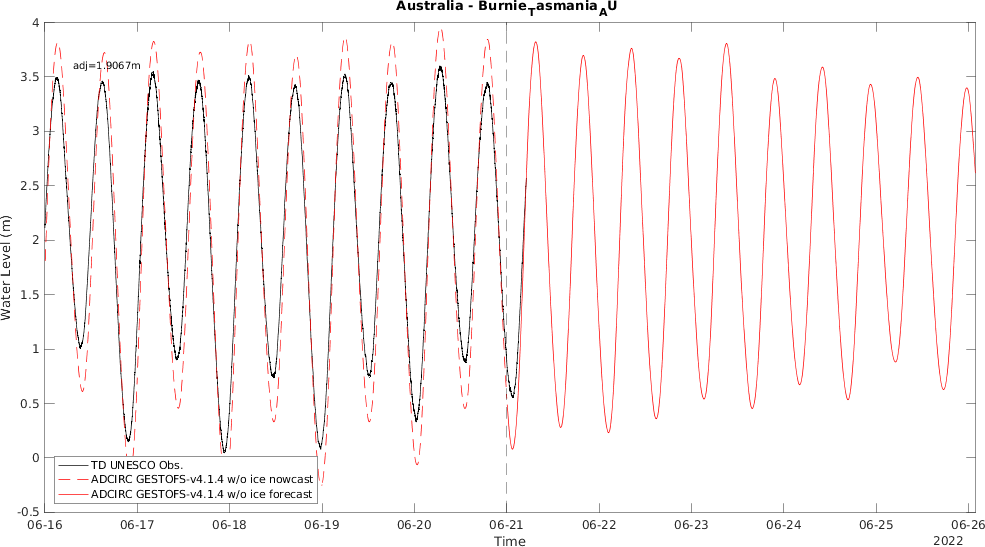 Australia - Burnie_Tasmania_AU
4
adj=1.9067m
3.5
3
2.5
2
1.5
1
0.5
0
-0.5
Water Level (m)
TD UNESCO Obs.
ADCIRC GESTOFS-v4.1.4 w/o ice nowcast
ADCIRC GESTOFS-v4.1.4 w/o ice forecast
06-16 06-17 06-18 06-19 06-20 06-21 06-22 06-23 06-24 06-25 06-26
Time
2022